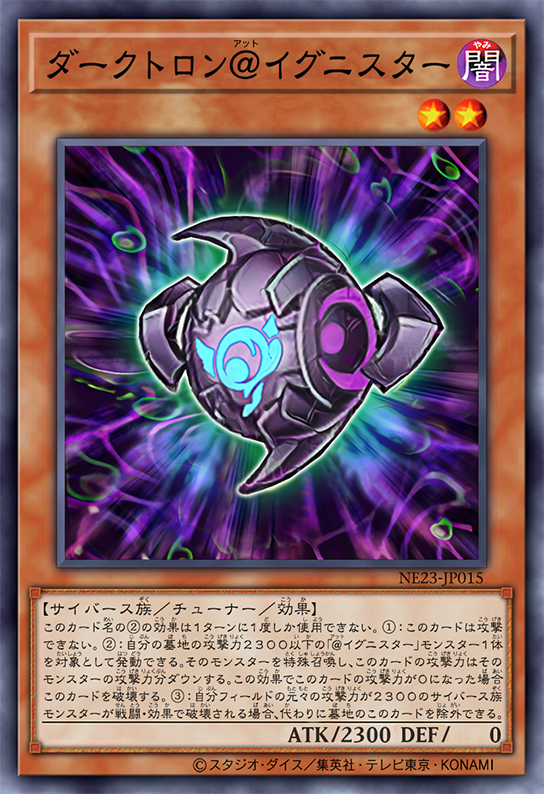 ダークトロン@イグニスター
アット
闇
やみ
NE23-JP015
【サイバース族／チューナー／効果】
このカード名の②の効果は1ターンに1度しか使用できない。①：このカードは攻撃
できない。②：自分の墓地の攻撃力2300以下の「@イグニスター」モンスター1体
を対象として発動できる。そのモンスターを特殊召喚し、このカードの攻撃力はその
モンスターの攻撃力分ダウンする。この効果でこのカードの攻撃力が0になった場合
このカードを破壊する。③：自分フィールドの元々の攻撃力が2300のサイバース族
モンスターが戦闘・効果で破壊される場合、代わりに墓地のこのカードを除外できる。
ATK/2300 DEF/ 0
©スタジオ・ダイス／集英社・テレビ東京・KONAMI